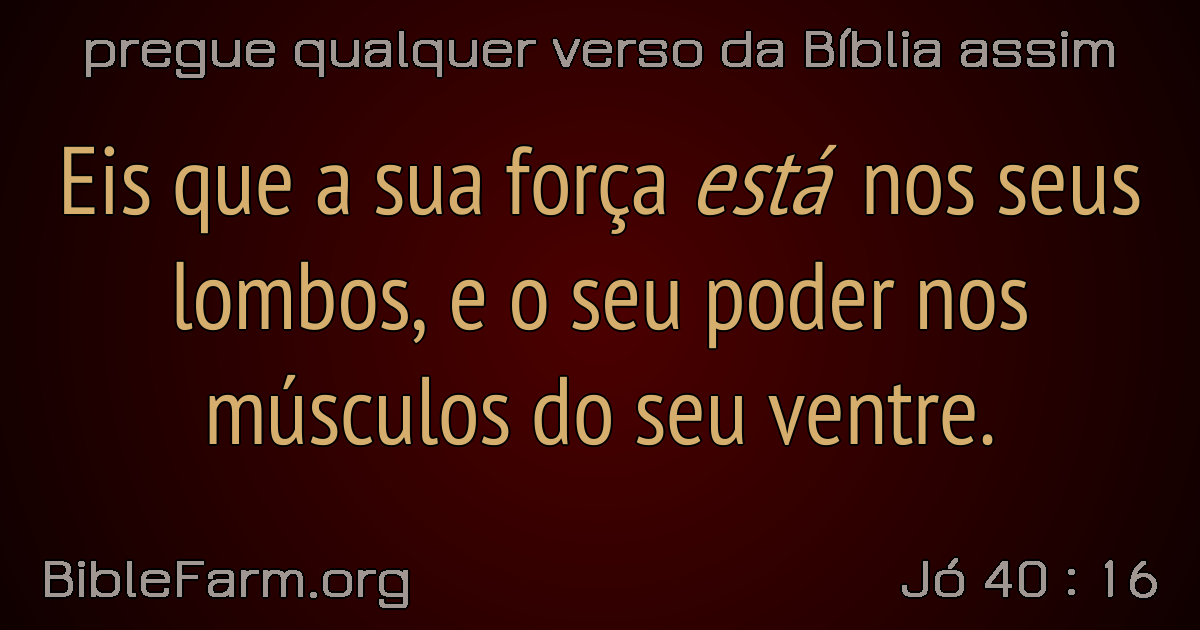 pregue qualquer verso da Bíblia assim
Eis que a sua força está nos seus
lombos, e o seu poder nos
músculos do seu ventre.
BibleFarm.org
Jó 40 : 16